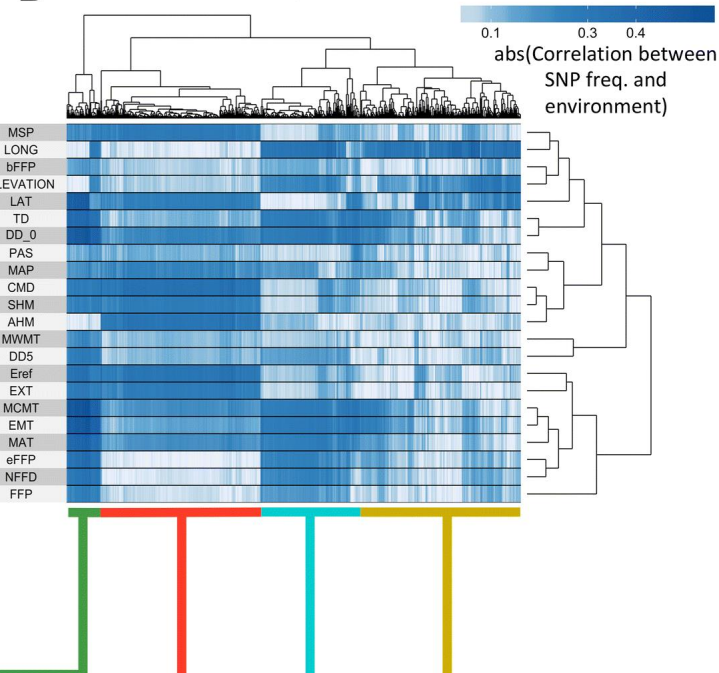 0.1 0.3 0.4
abs(Correlation between
SNP freq. and
environment)
MSP
LONG
bFFP
LEVATION
LAT
TD
DD_0
PAS
MAP
CMD
SHM
AHM
MWMT
DD5
Eref
EXT
MCMT
EMT
MAT
eFFP
NFFD
FFP